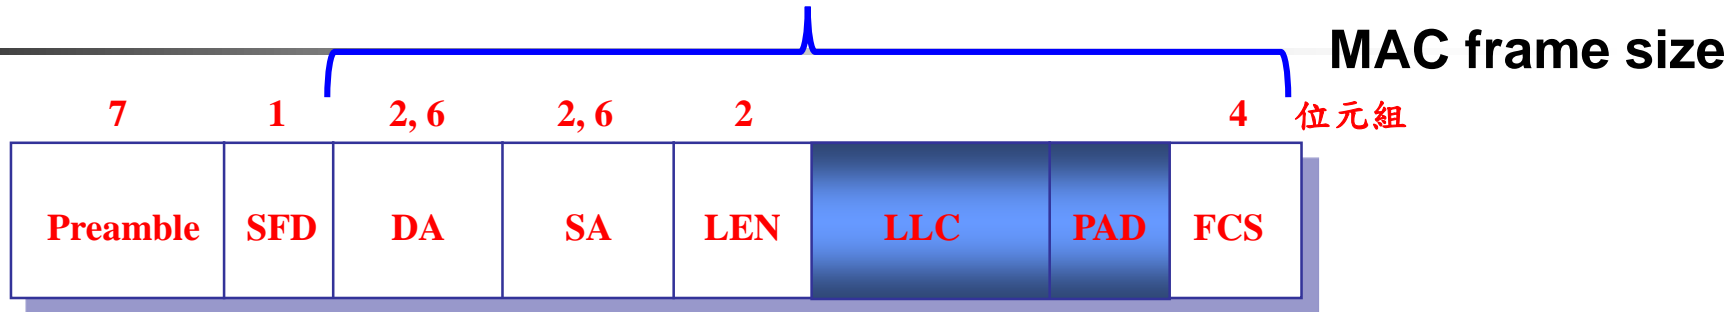 MAC frame size
7 1 2, 6 2, 6 2 4 位元組
Preamble SFD DA SA LEN LLC PAD FCS